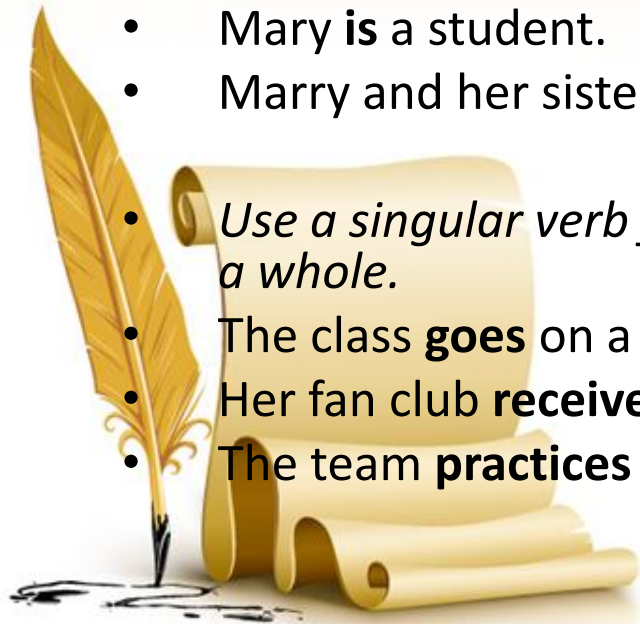 • Mary is a student.
• Marry and her siste
• Use a singular verb
a whole.
• The class goes on a
• Her fan club receive
• The team practices